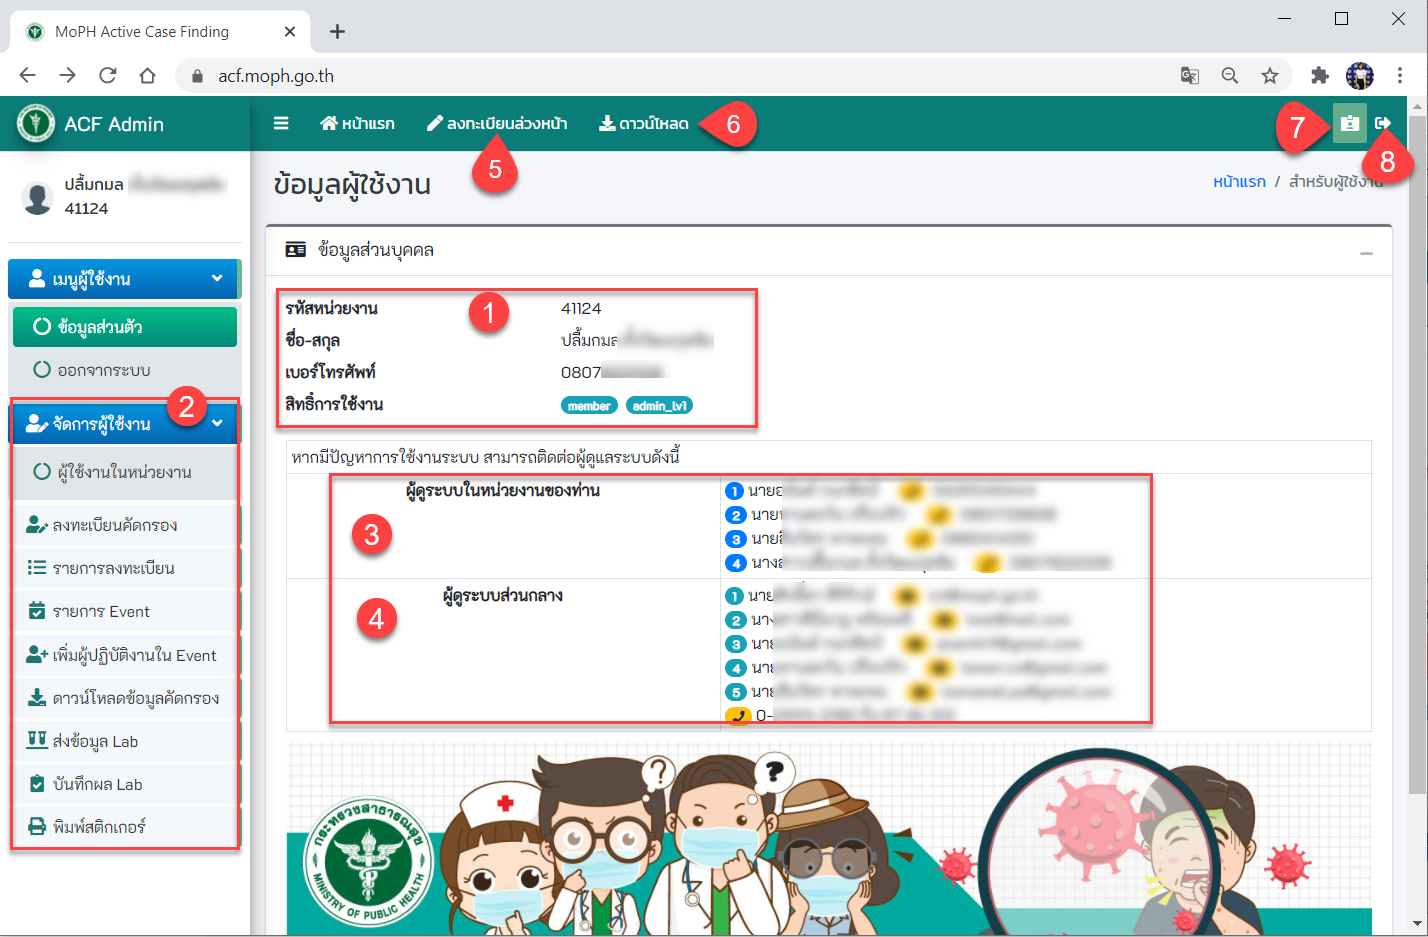 MoPH Active Case Finding
acf.moph.go.th
ACF Admin
หน้าแรก
ลงทะเบียนล่วงหน้า
ดาวน์โหลด
6
7
8
5
ปลื้มกมล
41124
ข้อมูลผู้ใช้งาน
หน้าแรก / สำหรับผู้ใช้งาน
เมนูผู้ใช้งาน
ข้อมูลส่วนตัว
ออกจากระบบ
2
จัดการผู้ใช้งาน
ผู้ใช้งานในหน่วยงาน
ลงทะเบียนคัดกรอง
รายการลงทะเบียน
รายการ Event
เพิ่มผู้ปฏิบัติงานใน Event
ดาวน์โหลดข้อมูลคัดกรอง
ส่งข้อมูล Lab
บันทึกผล Lab
พิมพ์สติกเกอร์
ข้อมูลส่วนบุคคล
1
รหัสหน่วยงาน 41124
ชื่อ-สกุล ปลื้มกมล
เบอร์โทรศัพท์ 0807
สิทธิ์การใช้งาน member admin_lv1
หากมีปัญหาการใช้งานระบบ สามารถติดต่อผู้ดูแลระบบดังนี้
ผู้ดูระบบในหน่วยงานของท่าน
3
1 นาย
2 นาย
3 นาย
4 นาง
ผู้ดูระบบส่วนกลาง
4
1 นาย
2 นาง
3 นาย
4 นาย
5 นาย
0-
? ?
กระทรวงสาธารณสุข
MINISTRY OF PUBLIC HEALTH